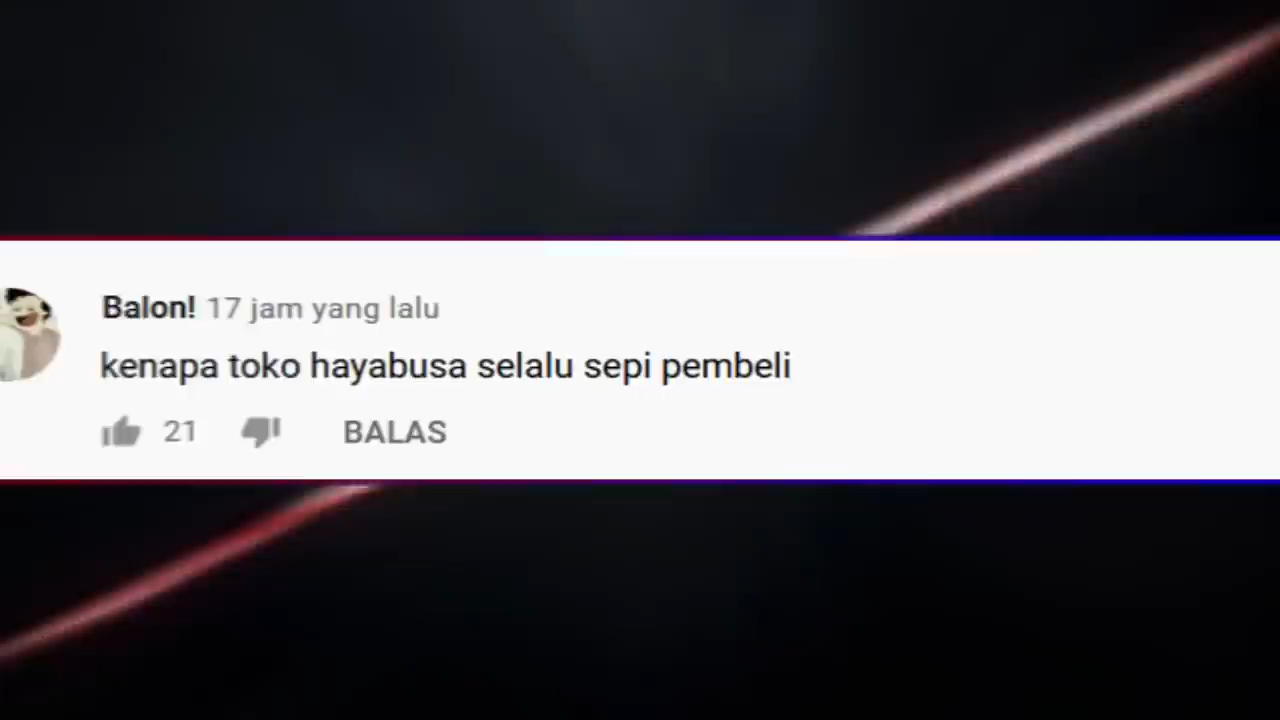 Balon! 17 jam yang lalu
kenapa toko hayabusa selalu sepi pembeli
21 BALAS